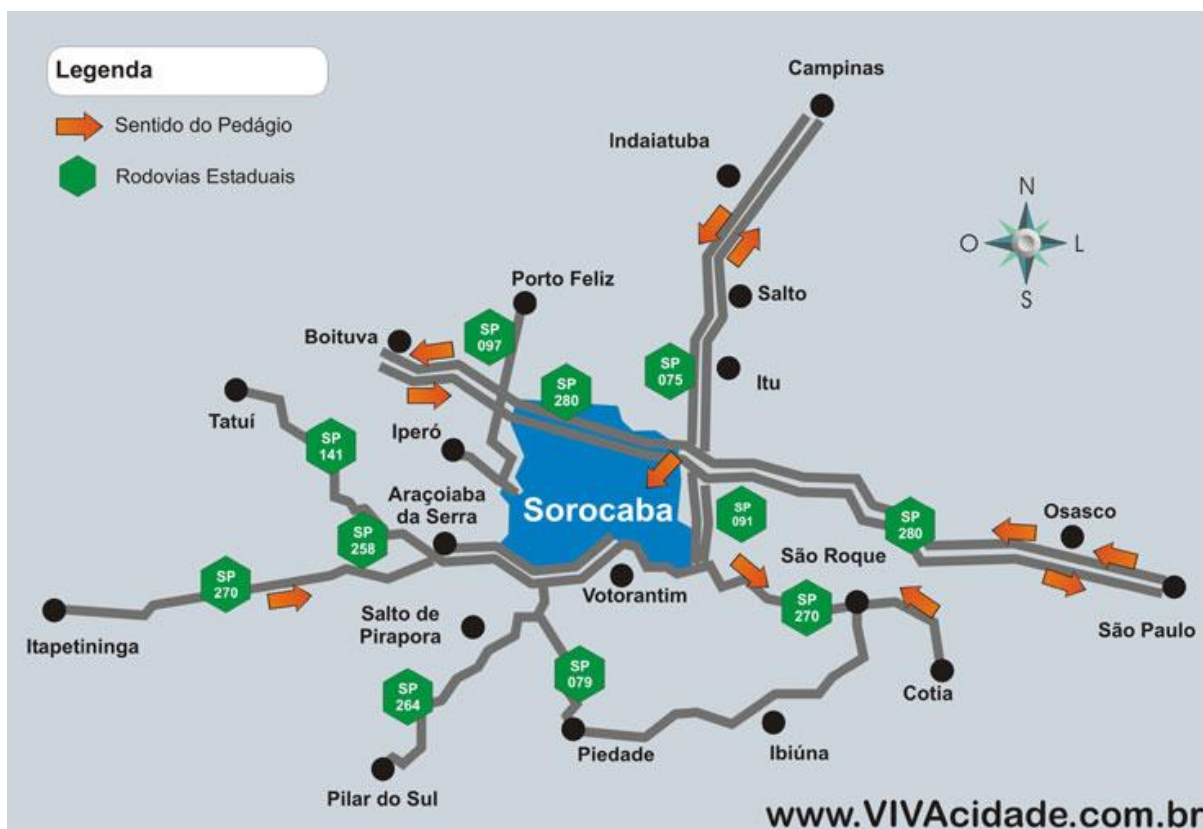 Legenda
Sentido do Pedágio
Rodovias Estaduais
Campinas
Indaiatuba
N
O
L
S
Porto Feliz
Salto
Boituva
SP
097
SP
280
SP
075
Itu
Tatuí
Iperó
SP
141
Araçoiaba
da Serra
Sorocaba
SP
091
SP
280
Osasco
SP
258
São Roque
SP
270
Votorantim
SP
270
Itapetininga
Salto de
Pirapora
São Paulo
SP
264
SP
079
Cotia
Piedade
Ibiúna
Pilar do Sul
www.VIVAcidade.com.br